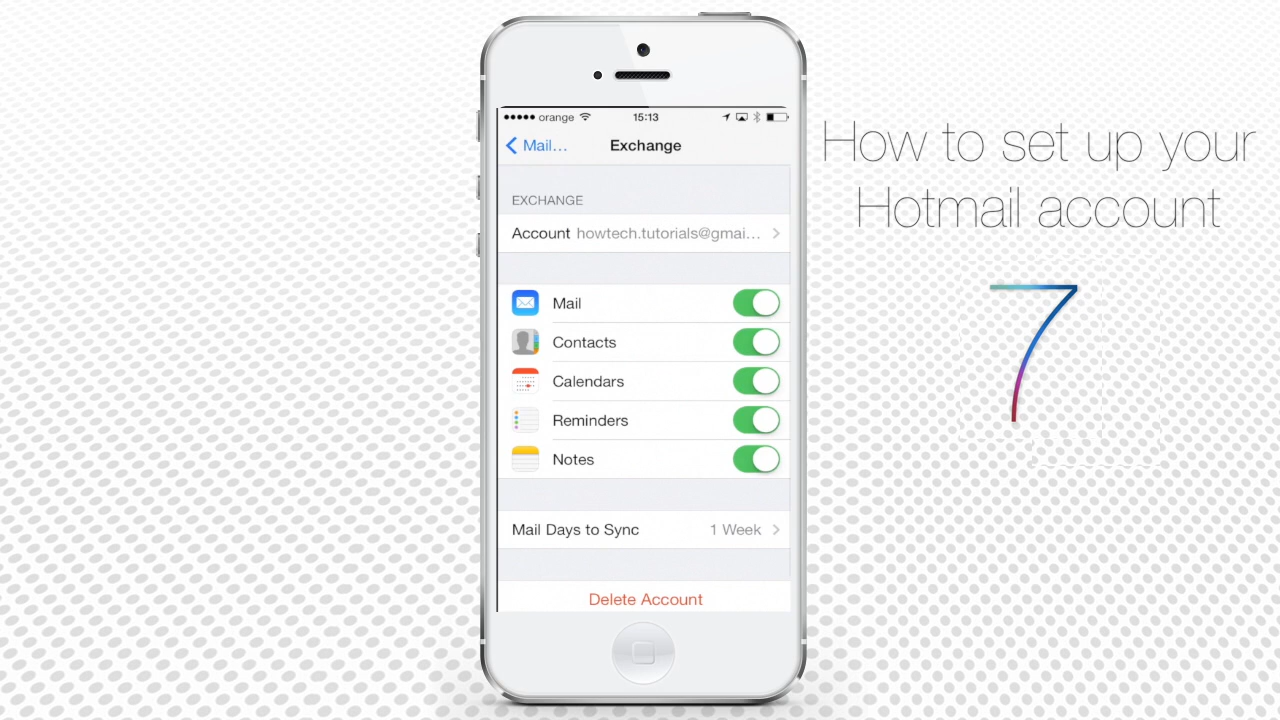 orange 15:13
Mail... Exchange
EXCHANGE
Account howtech.tutorials@gmai...
Mail
Contacts
Calendars
Reminders
Notes
Mail Days to Sync 1 Week
Delete Account
How to set up your
Hotmail account
7